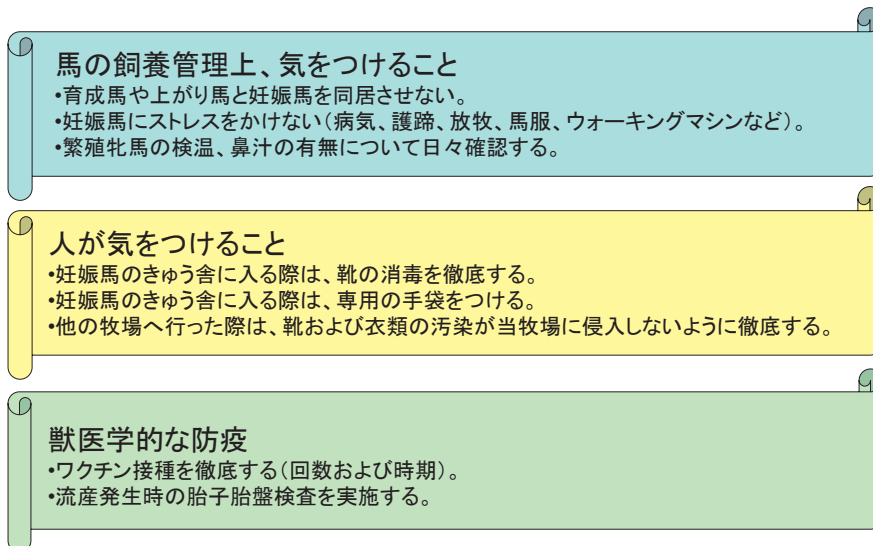 馬の飼養管理上、気をつけること
•育成馬や上がり馬と妊娠馬を同居させない。
•妊娠馬にストレスをかけない(病気、護蹄、放牧、馬服、ウォーキングマシンなど)。
•繁殖牝馬の検温、鼻汁の有無について日々確認する。
人が気をつけること
•妊娠馬のきゅう舎に入る際は、靴の消毒を徹底する。
•妊娠馬のきゅう舎に入る際は、専用の手袋をつける。
•他の牧場へ行った際は、靴および衣類の汚染が当牧場に侵入しないように徹底する。
獣医学的な防疫
•ワクチン接種を徹底する(回数および時期)。
•流産発生時の胎子胎盤検査を実施する。